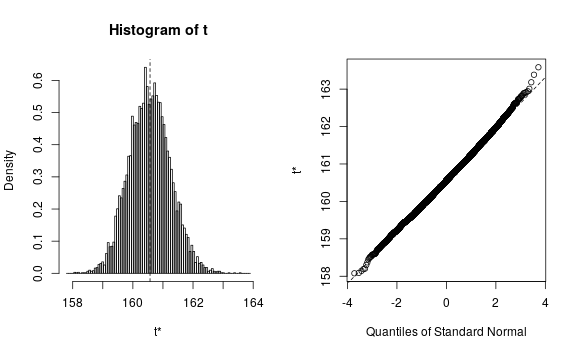 Histogram of t
Density
0.0 0.1 0.2 0.3 0.4 0.5 0.6
158 160 162 164
t*
t*
158 159 160 161 162 163
-4 -2 0 2 4
Quantiles of Standard Normal